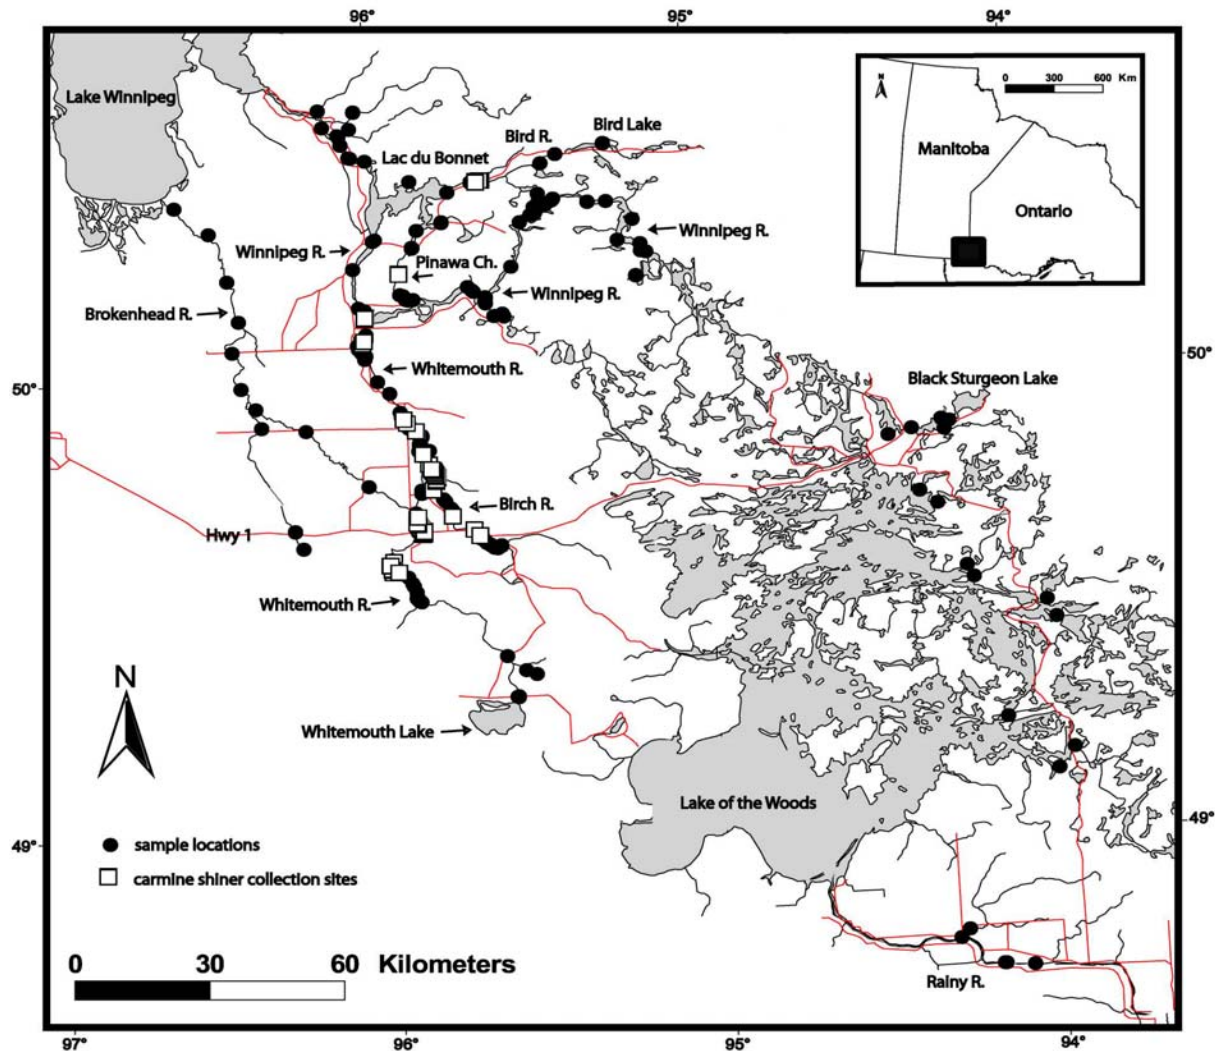 96°
95°
94°
Lake Winnipeg
N
0 300 600 Km
Manitoba
Ontario
Bird R.
Bird Lake
Lac du Bonnet
Winnipeg R.
Winnipeg R.
Pinawa Ch.
Winnipeg R.
Brokenhead R.
50°
Whitemouth R.
Black Sturgeon Lake
50°
Birch R.
Hwy 1
Whitemouth R.
N
Whitemouth Lake
Lake of the Woods
49°
49°
sample locations
carmine shiner collection sites
0 30 60 Kilometers
Rainy R.
97°
96°
95°
94°